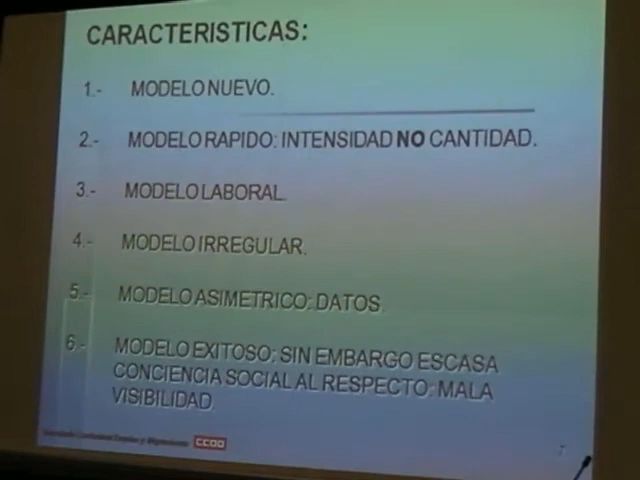 CARACTERISTICAS:
1.- MODELO NUEVO.
2.- MODELO RAPIDO: INTENSIDAD NO CANTIDAD.
3.- MODELO LABORAL.
4.- MODELO IRREGULAR.
5.- MODELO ASIMETRICO: DATOS
6.- MODELO EXITOSO: SIN EMBARGO ESCASA
CONCIENCIA SOCIAL AL RESPECTO: MALA
VISIBILIDAD.
CCOO
7